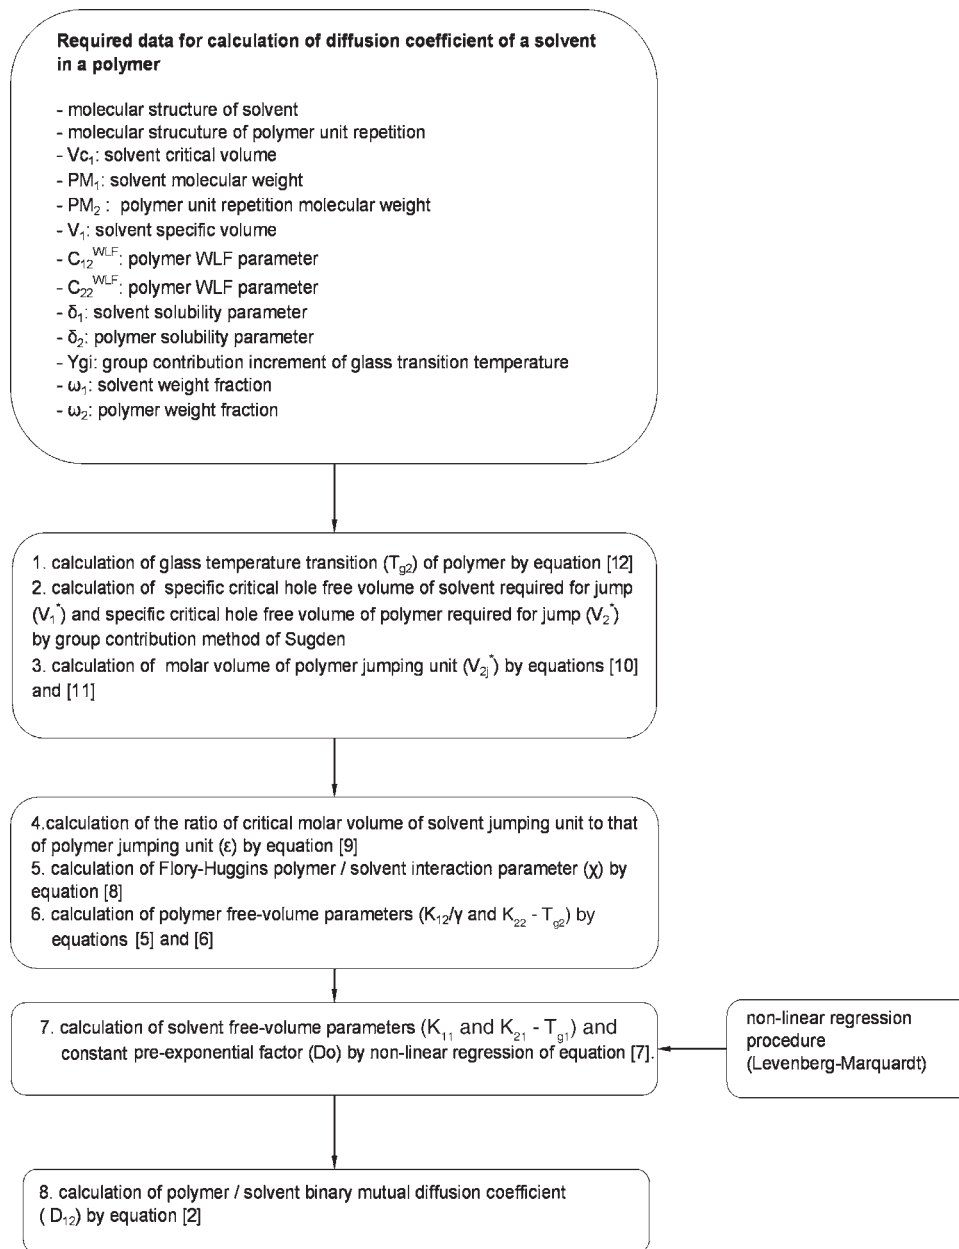 Required data for calculation of diffusion coefficient of a solvent
in a polymer
- molecular structure of solvent
- molecular strucuture of polymer unit repetition
- Vc₁: solvent critical volume
- PM₁: solvent molecular weight
- PM₂ : polymer unit repetition molecular weight
- V₁: solvent specific volume
- C₁₂^WLF: polymer WLF parameter
- C₂₂^WLF: polymer WLF parameter
- δ₁: solvent solubility parameter
- δ₂: polymer solubility parameter
- Ygi: group contribution increment of glass transition temperature
- ω₁: solvent weight fraction
- ω₂: polymer weight fraction
1. calculation of glass temperature transition (T_g2) of polymer by equation [12]
2. calculation of specific critical hole free volume of solvent required for jump
(V₁*) and specific critical hole free volume of polymer required for jump (V₂*)
by group contribution method of Sugden
3. calculation of molar volume of polymer jumping unit (V_2j*) by equations [10]
and [11]
4.calculation of the ratio of critical molar volume of solvent jumping unit to that
of polymer jumping unit (ε) by equation [9]
5. calculation of Flory-Huggins polymer / solvent interaction parameter (χ) by
equation [8]
6. calculation of polymer free-volume parameters (K₁₂/γ and K₂₂ - T_g2) by
equations [5] and [6]
7. calculation of solvent free-volume parameters (K₁₁ and K₂₁ - T_g1) and
constant pre-exponential factor (Do) by non-linear regression of equation [7].
non-linear regression
procedure
(Levenberg-Marquardt)
8. calculation of polymer / solvent binary mutual diffusion coefficient
( D₁₂) by equation [2]